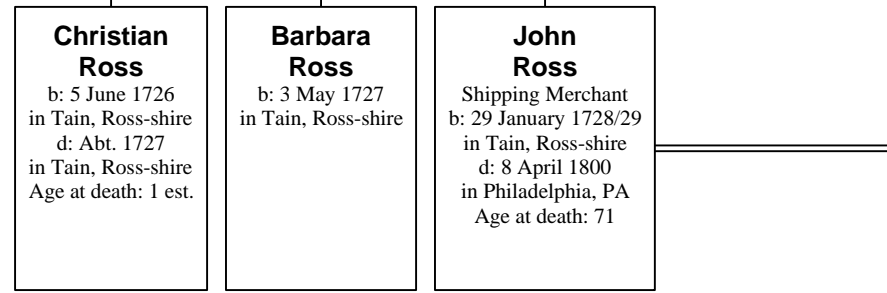 Christian
Ross
b: 5 June 1726
in Tain, Ross-shire
d: Abt. 1727
in Tain, Ross-shire
Age at death: 1 est.
Barbara
Ross
b: 3 May 1727
in Tain, Ross-shire
John
Ross
Shipping Merchant
b: 29 January 1728/29
in Tain, Ross-shire
d: 8 April 1800
in Philadelphia, PA
Age at death: 71